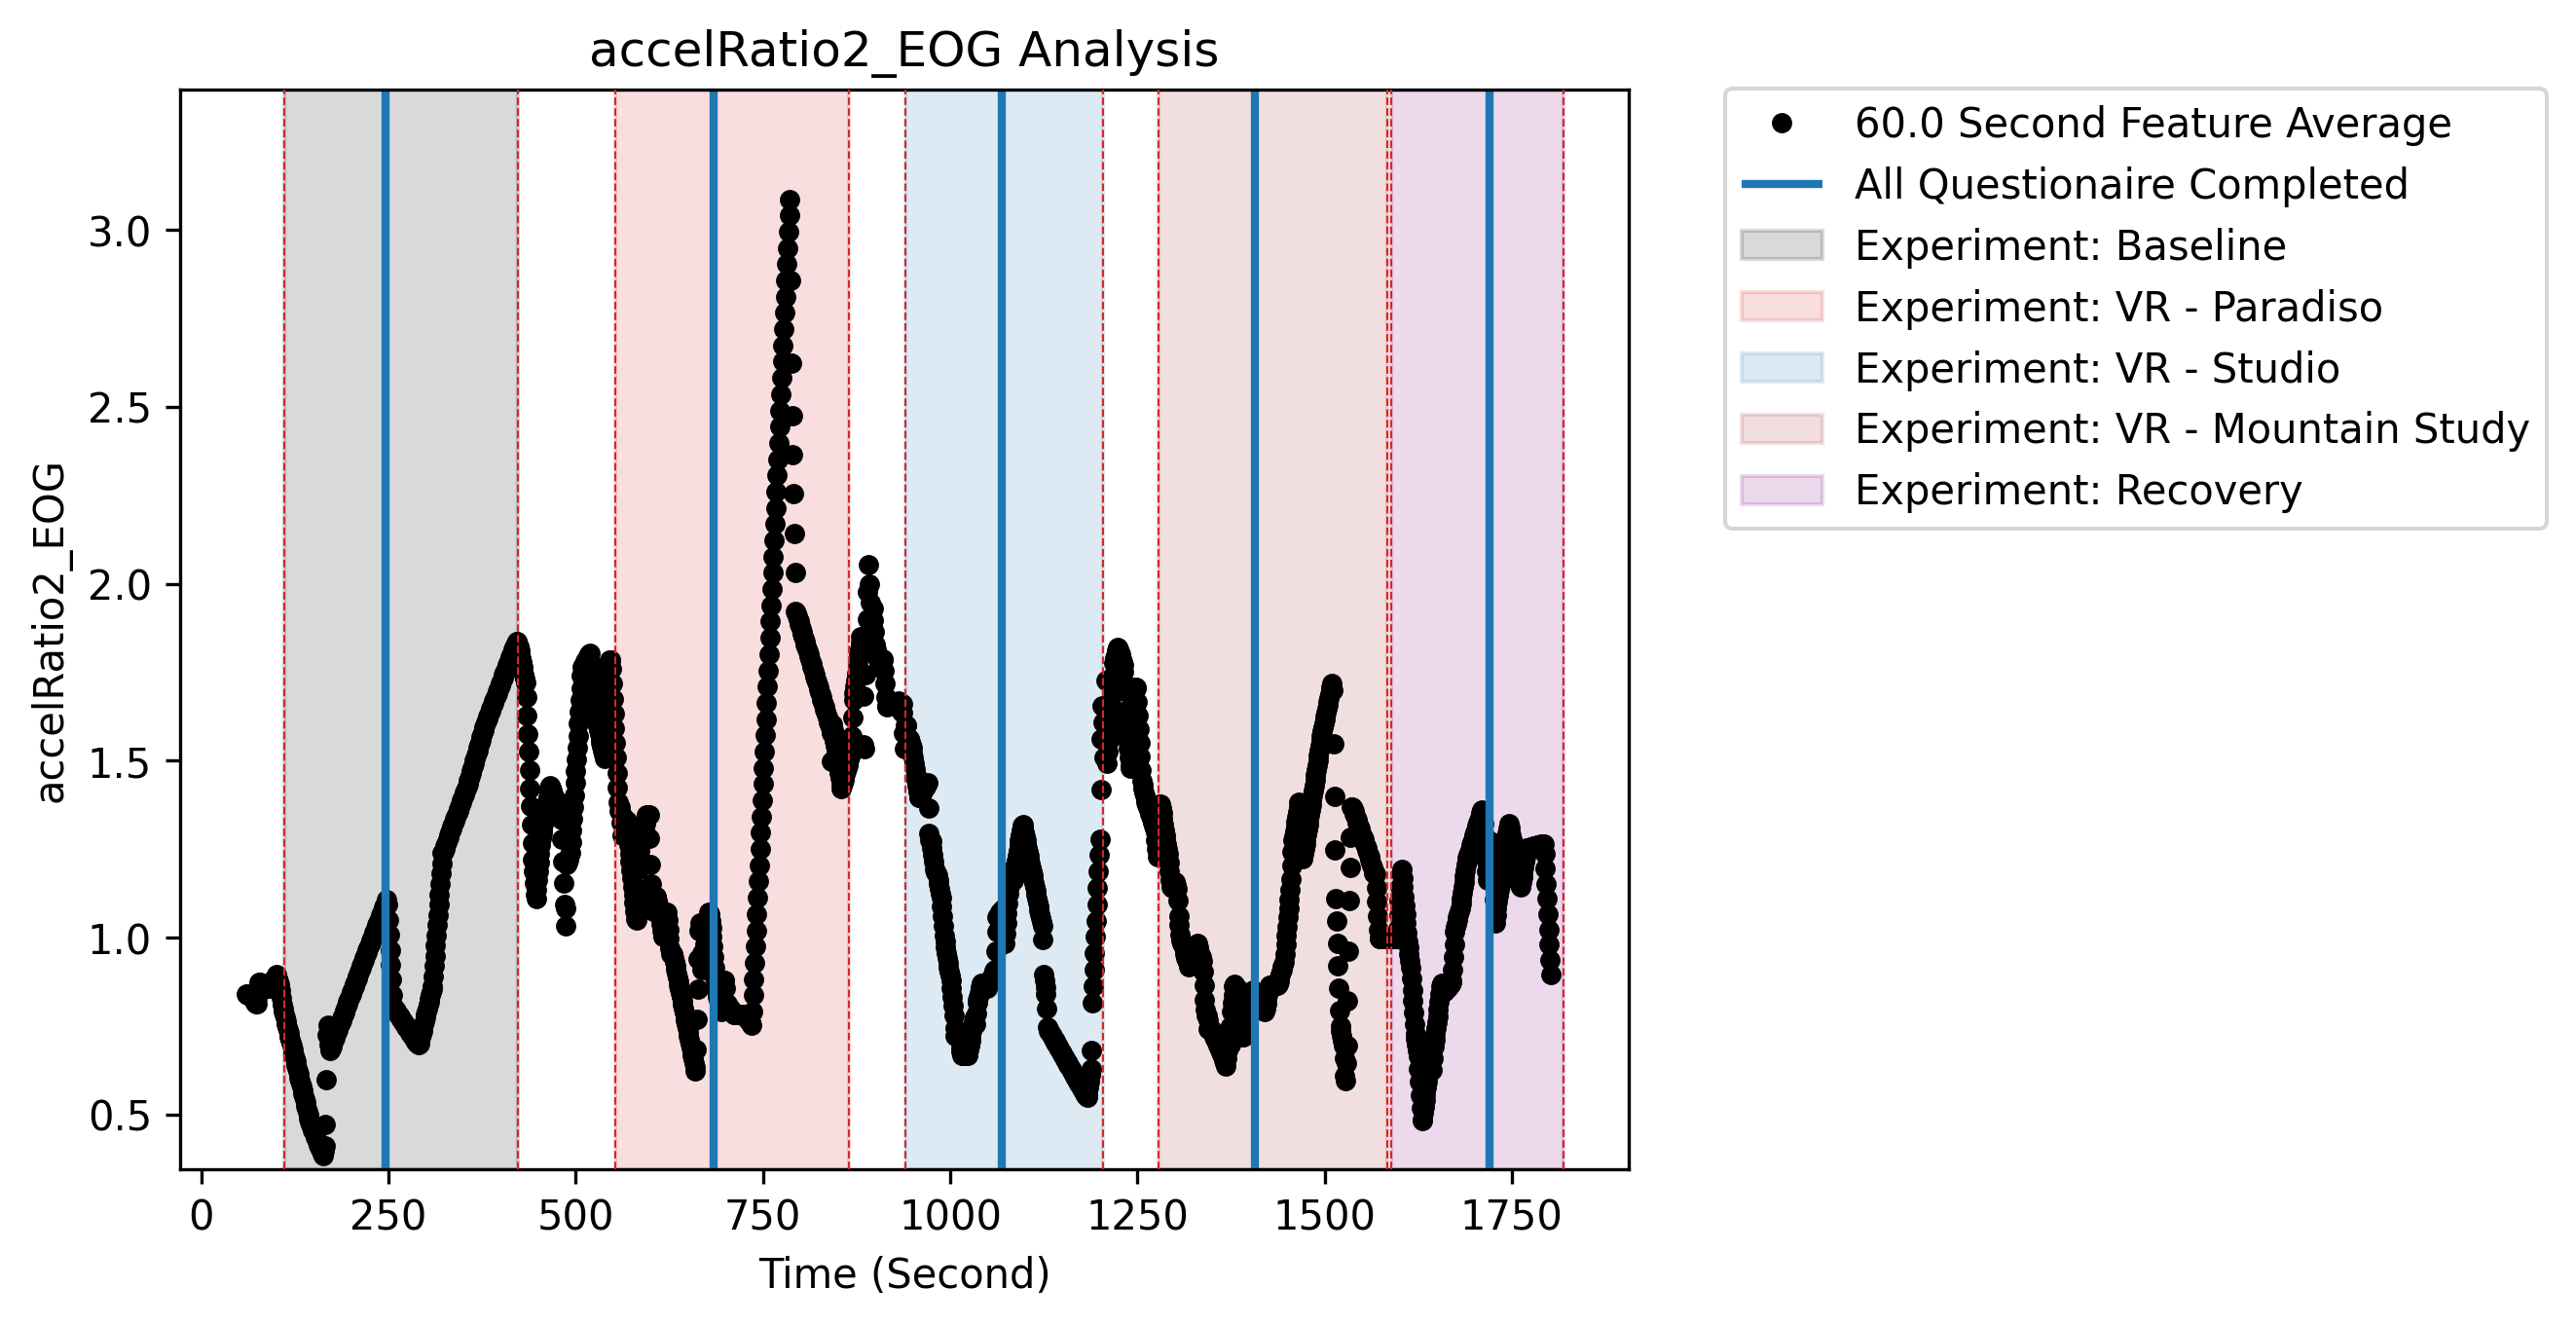 accelRatio2_EOG Analysis
accelRatio2_EOG
3.0
2.5
2.0
1.5
1.0
0.5
0 250 500 750 1000 1250 1500 1750
Time (Second)
60.0 Second Feature Average
All Questionaire Completed
Experiment: Baseline
Experiment: VR - Paradiso
Experiment: VR - Studio
Experiment: VR - Mountain Study
Experiment: Recovery